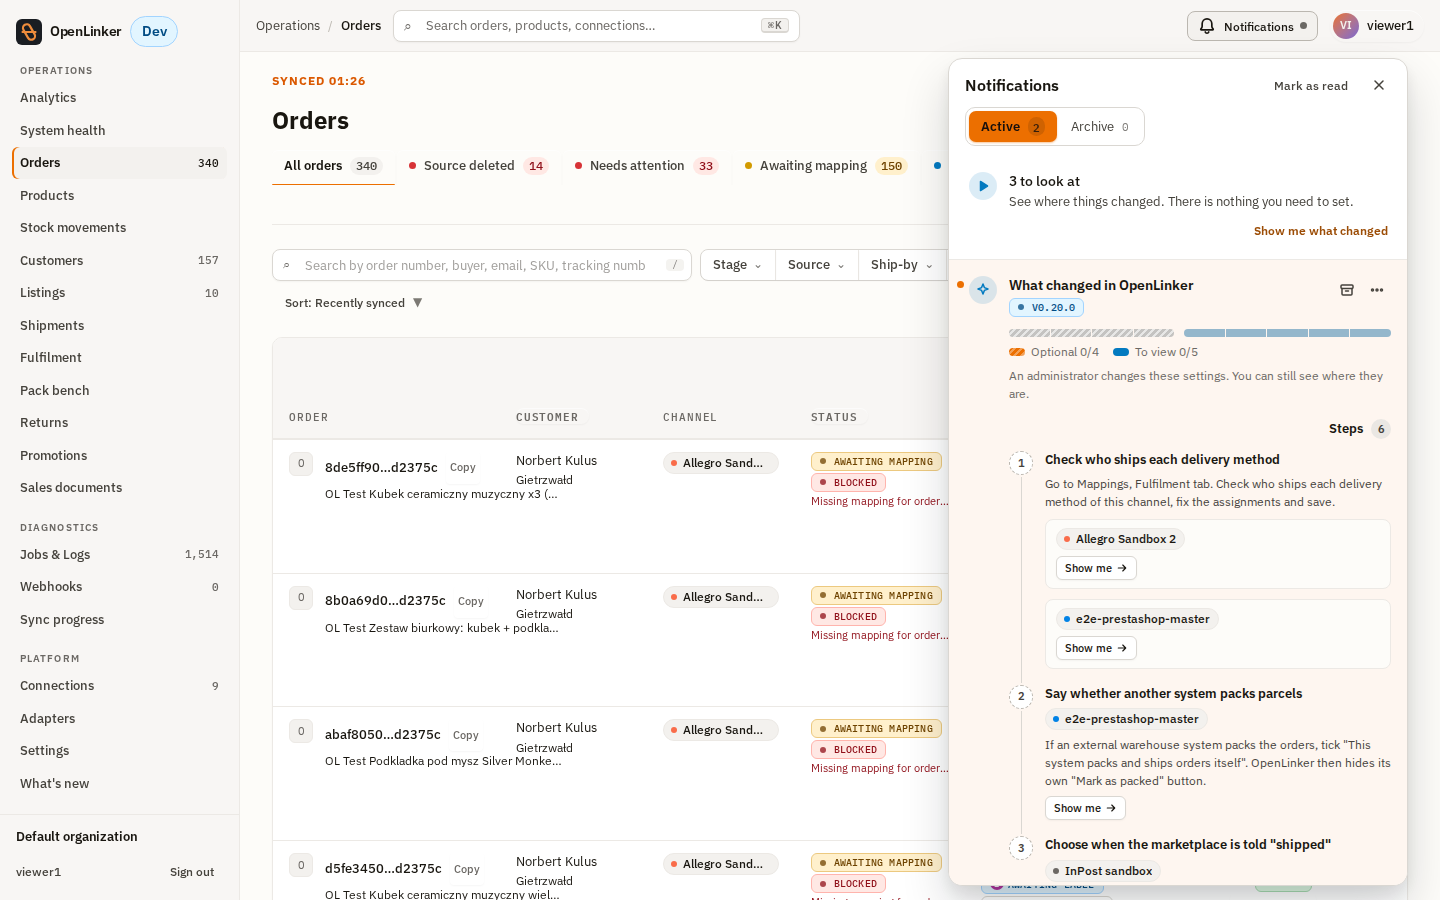 OpenLinker Dev
OPERATIONS
Analytics
System health
Orders 340
Products
Stock movements
Customers 157
Listings 10
Shipments
Fulfilment
Pack bench
Returns
Promotions
Sales documents
DIAGNOSTICS
Jobs & Logs 1,514
Webhooks 0
Sync progress
PLATFORM
Connections 9
Adapters
Settings
What's new
Default organization
viewer1 Sign out
Operations / Orders
Search orders, products, connections... ⌘K
Notifications
VI viewer1
SYNCED 01:26
Orders
All orders 340 Source deleted 14 Needs attention 33 Awaiting mapping 150
Search by order number, buyer, email, SKU, tracking numb /
Stage Source Ship-by
Sort: Recently synced ▼
ORDER CUSTOMER CHANNEL STATUS
O 8de5ff90...d2375c Copy
OL Test Kubek ceramiczny muzyczny x3 (...
Norbert Kulus
Gietrzwałd
Allegro Sand...
AWAITING MAPPING
BLOCKED
Missing mapping for order...
O 8b0a69d0...d2375c Copy
OL Test Zestaw biurkowy: kubek + podkla...
Norbert Kulus
Gietrzwałd
Allegro Sand...
AWAITING MAPPING
BLOCKED
Missing mapping for order...
O abaf8050...d2375c Copy
OL Test Podkladka pod mysz Silver Monke...
Norbert Kulus
Gietrzwałd
Allegro Sand...
AWAITING MAPPING
BLOCKED
Missing mapping for order...
O d5fe3450...d2375c Copy
OL Test Kubek ceramiczny muzyczny wiel...
Norbert Kulus
Gietrzwałd
Allegro Sand...
AWAITING MAPPING
BLOCKED
Notifications Mark as read
Active 2 Archive 0
3 to look at
See where things changed. There is nothing you need to set.
Show me what changed
What changed in OpenLinker
V0.20.0
Optional 0/4 To view 0/5
An administrator changes these settings. You can still see where they
are.
Steps 6
1 Check who ships each delivery method
Go to Mappings, Fulfilment tab. Check who ships each delivery
method of this channel, fix the assignments and save.
Allegro Sandbox 2
Show me →
e2e-prestashop-master
Show me →
2 Say whether another system packs parcels
e2e-prestashop-master
If an external warehouse system packs the orders, tick "This
system packs and ships orders itself". OpenLinker then hides its
own "Mark as packed" button.
Show me →
3 Choose when the marketplace is told "shipped"
InPost sandbox